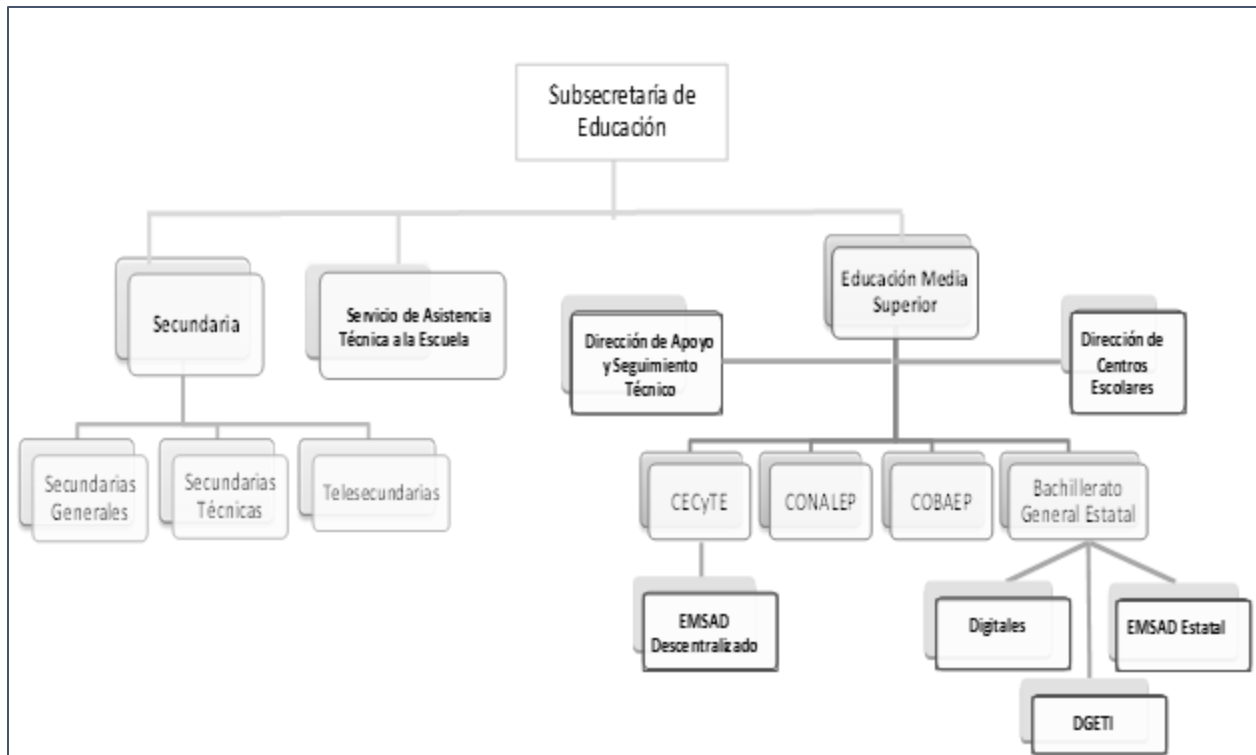 Subsecretaría de
Educación
Secundaria
Servicio de Asistencia
Técnica a la Escuela
Educación Media
Superior
Dirección de Apoyo
y Seguimiento
Técnico
Dirección de
Centros
Escolares
Secundarias
Generales
Secundarias
Técnicas
Telesecundarias
CECyTE
CONALEP
COBAEP
Bachillerato
General Estatal
EMSAD
Descentralizado
Digitales
EMSAD Estatal
DGETI